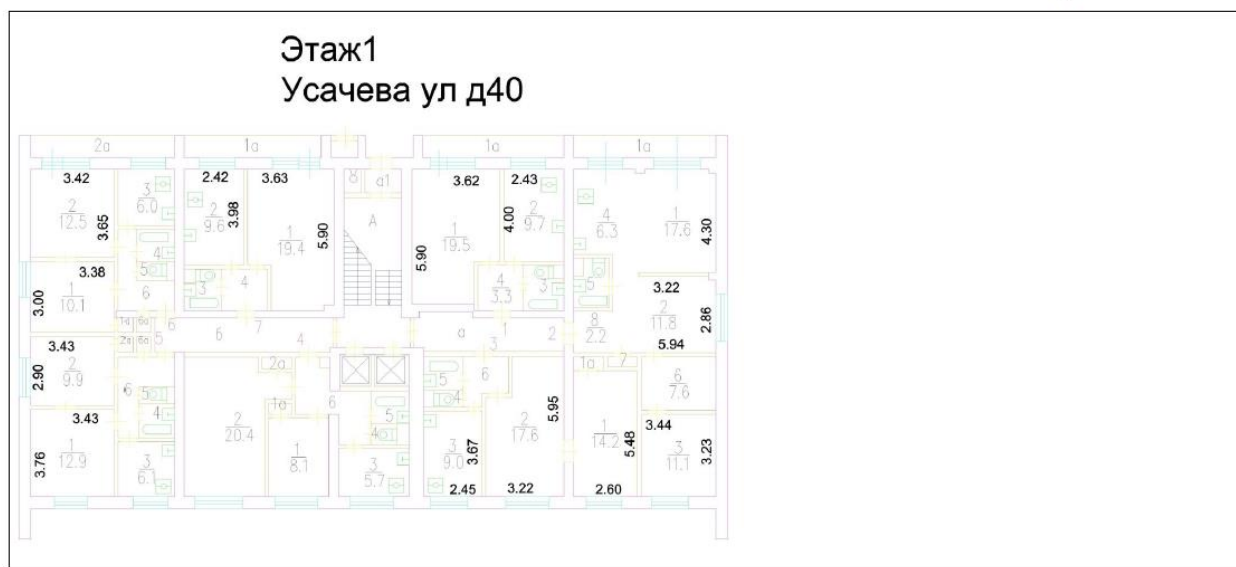 Этаж1
Усачева ул д40
2а 1а 1а 1а
3.42 2.42 3.63 8 а1 3.62 2.43
2 12.5 3.65 3 6.0 2 9.6 3.98 1 19.4 5.90 А 5.90 1 19.5 4.00 2 9.7 4 6.3 1 17.6 4.30
3.38 4 5 3 4 4 3.3 3 5 3.22
3.00 1 10.1 6 2 11.8 2.86
1а 6а 6 7 1 8 2.2
2а 6а 5 6 4 а 3 2 5.94
3.43 2а 7
2.90 2 9.9 6 5 1а 6 5 6 5.95 1а 6 7.6
3.43 4 2 20.4 5 4 2 17.6 1 14.2 3.44
3.76 1 12.9 3 6.1 1 8.1 4 3 5.7 3 9.0 3.67 5.48 3 11.1 3.23
2.45 3.22 2.60